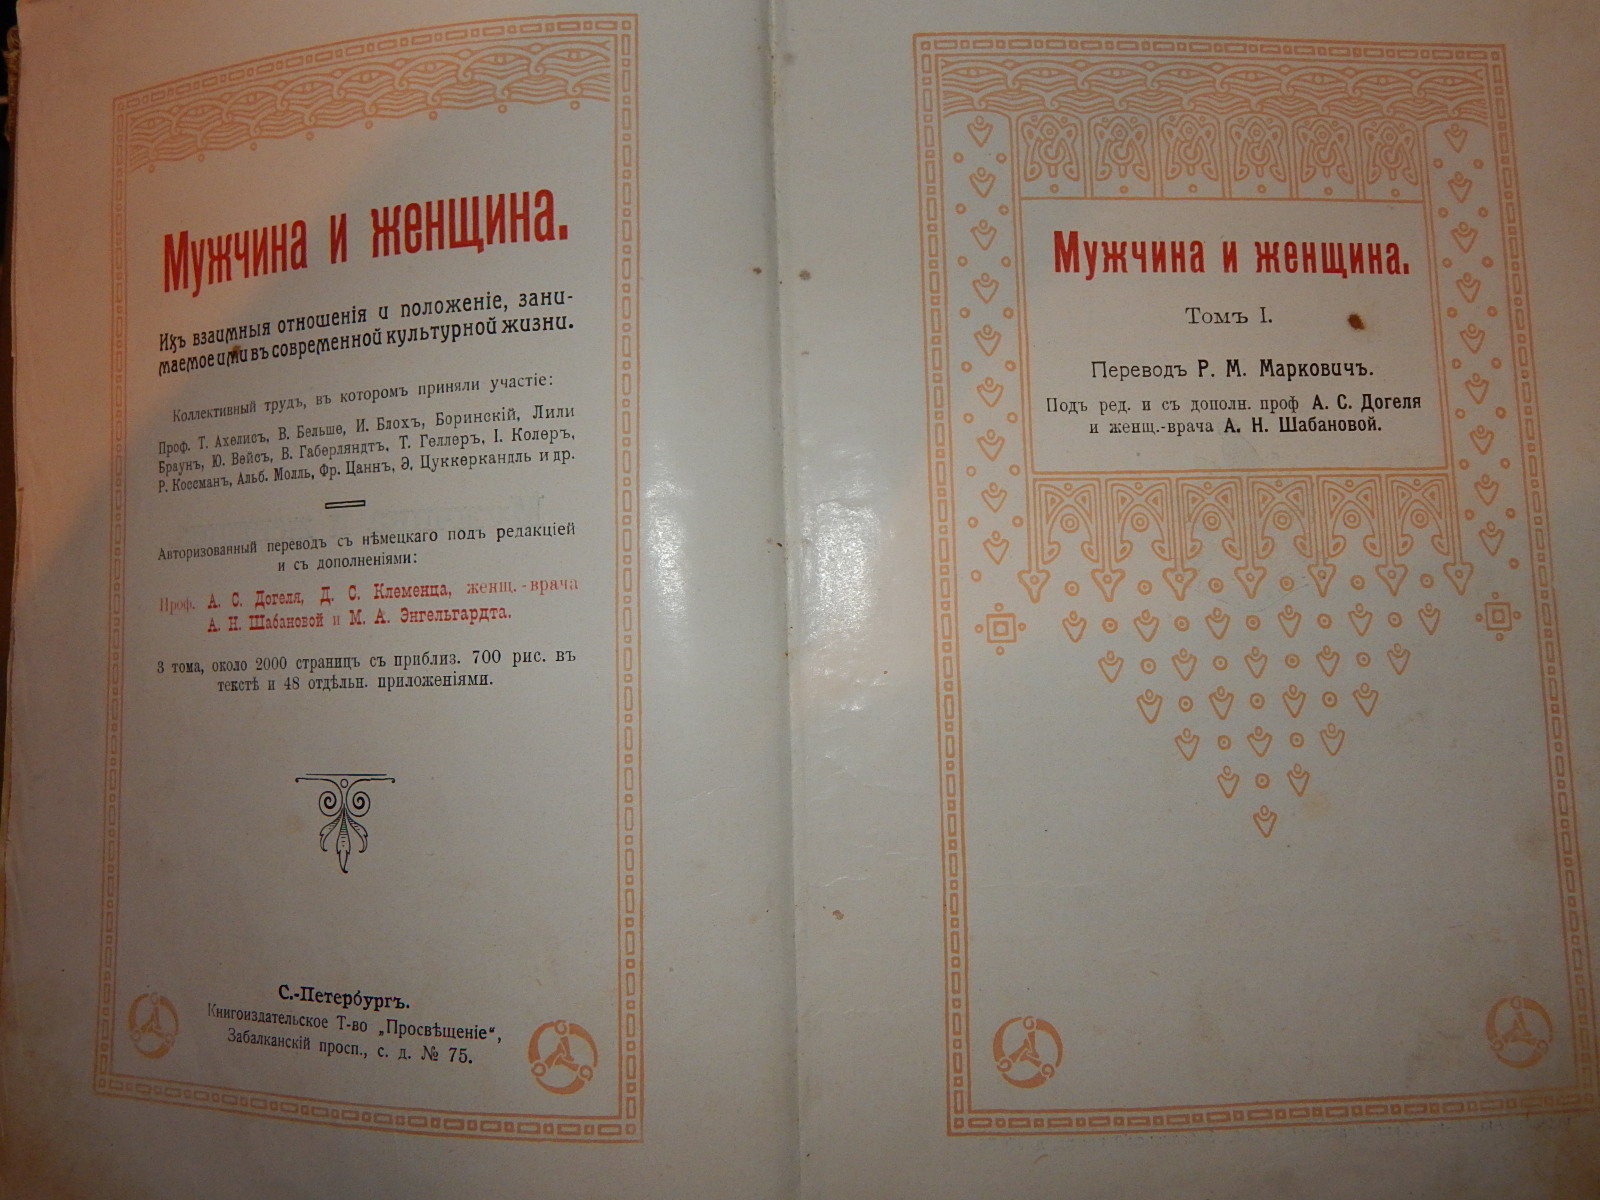 Мужчина и женщина.
Ихъ взаимныя отношенія и положеніе, зани-
маемое ими въ современной культурной жизни.
Коллективный трудъ, въ которомъ приняли участіе:
Проф. Т. Ахелисъ, В. Бельше, И. Блохъ, Боринскій, Лили
Браунъ, Ю. Вейсъ, В. Габерляндтъ, Т. Геллеръ, І. Колеръ,
Р. Коссманъ, Альб. Молль, Фр. Цаннъ, Э. Цуккеркандль и др.
Авторизованный переводъ съ нѣмецкаго подъ редакціей
и съ дополненіями:
Проф. А. С. Догеля, Д. С. Клеменца, женщ.-врача
А. Н. Шабановой и М. А. Энгельгардта.
3 тома, около 2000 страницъ съ приблиз. 700 рис. въ
текстѣ и 48 отдѣльн. приложеніями.
С.-Петербургъ.
Книгоиздательское Т-во „Просвѣщеніе“,
Забалканскій просп., с. д. № 75.
Мужчина и женщина.
Томъ I.
Переводъ Р. М. Марковичъ.
Подъ ред. и съ дополн. проф А. С. Догеля
и женщ.-врача А. Н. Шабановой.